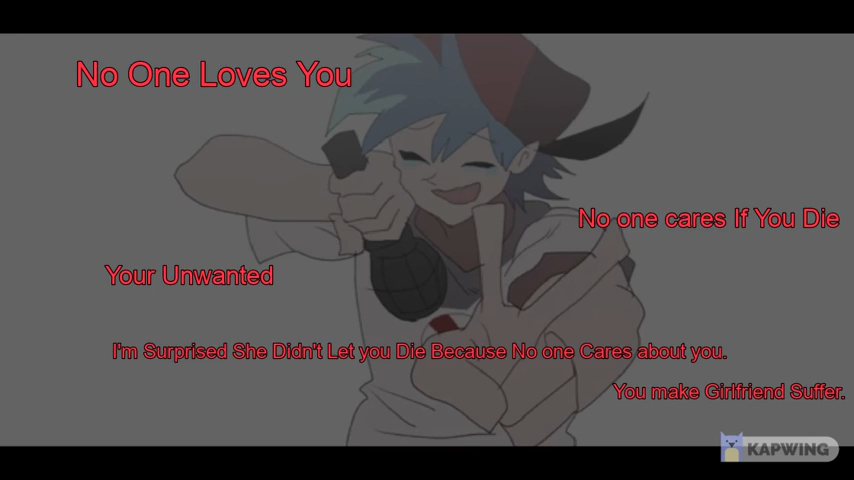 No One Loves You
No one cares If You Die
Your Unwanted
I'm Surprised She Didn't Let you Die Because No one Cares about you.
You make Girlfriend Suffer.
KAPWING